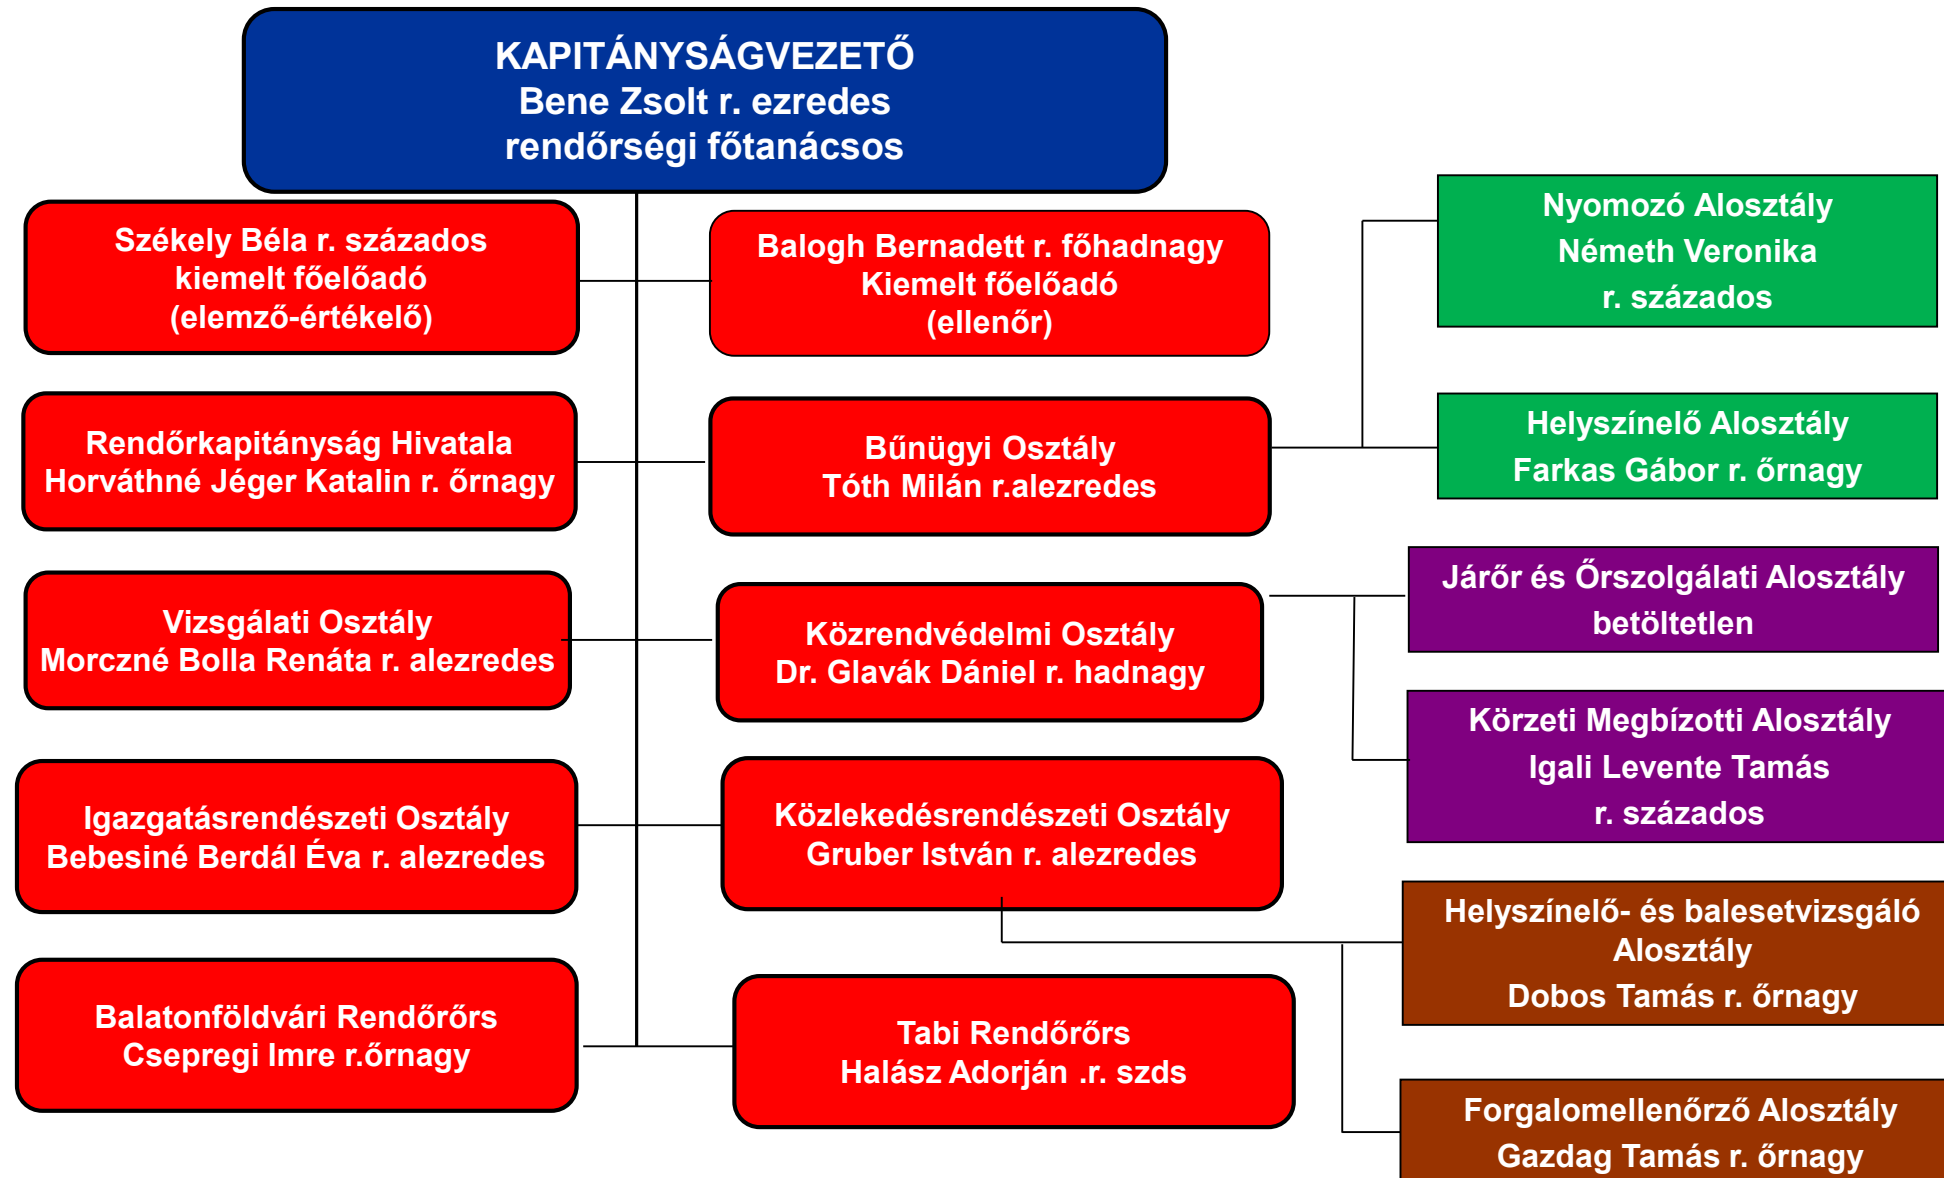 KAPITÁNYSÁGVEZETŐ
Bene Zsolt r. ezredes
rendőrségi főtanácsos
Székely Béla r. százados
kiemelt főelőadó
(elemző-értékelő)
Balogh Bernadett r. főhadnagy
Kiemelt főelőadó
(ellenőr)
Nyomozó Alosztály
Németh Veronika
r. százados
Rendőrkapitányság Hivatala
Horváthné Jéger Katalin r. őrnagy
Bűnügyi Osztály
Tóth Milán r.alezredes
Helyszínelő Alosztály
Farkas Gábor r. őrnagy
Vizsgálati Osztály
Morczné Bolla Renáta r. alezredes
Közrendvédelmi Osztály
Dr. Glavák Dániel r. hadnagy
Járőr és Őrszolgálati Alosztály
betöltetlen
Körzeti Megbízotti Alosztály
Igali Levente Tamás
r. százados
Igazgatásrendészeti Osztály
Bebesiné Berdál Éva r. alezredes
Közlekedésrendészeti Osztály
Gruber István r. alezredes
Helyszínelő- és balesetvizsgáló
Alosztály
Dobos Tamás r. őrnagy
Balatonföldvári Rendőrőrs
Csepregi Imre r.őrnagy
Tabi Rendőrőrs
Halász Adorján .r. szds
Forgalomellenőrző Alosztály
Gazdag Tamás r. őrnagy